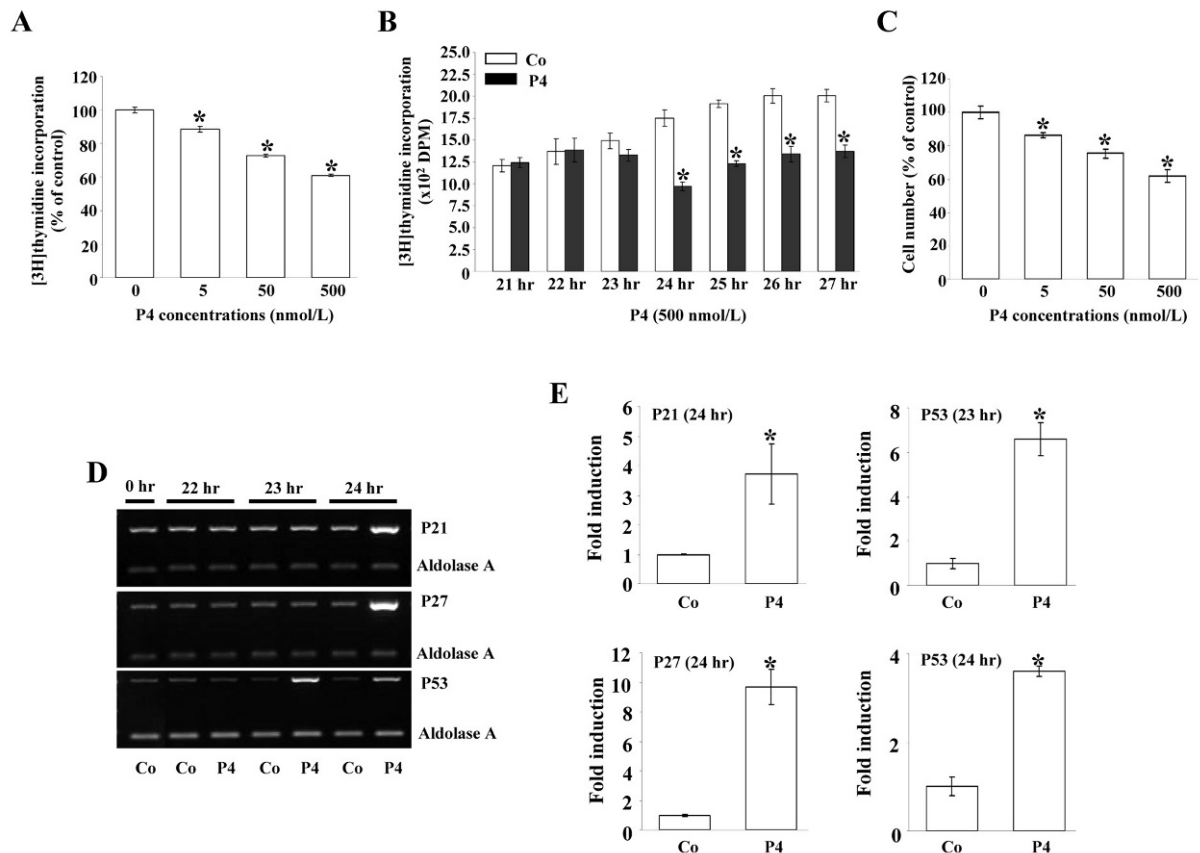 A
[3H]thymidine incorporation
(% of control)
120
100
80
60
40
20
0
*
*
*
0 5 50 500
P4 concentrations (nmol/L)
B
[3H]thymidine incorporation
(x10² DPM)
25.0
22.5
20.0
17.5
15.0
12.5
10.0
7.5
5.0
2.5
0
Co
P4
*
*
*
*
21 hr 22 hr 23 hr 24 hr 25 hr 26 hr 27 hr
P4 (500 nmol/L)
C
Cell number (% of control)
120
100
80
60
40
20
0
*
*
*
0 5 50 500
P4 concentrations (nmol/L)
D
0 hr 22 hr 23 hr 24 hr
P21
Aldolase A
P27
Aldolase A
P53
Aldolase A
Co Co P4 Co P4 Co P4
E
P21 (24 hr)
Fold induction
6
5
4
3
2
1
0
*
Co P4
P53 (23 hr)
Fold induction
8
6
4
2
0
*
Co P4
P27 (24 hr)
Fold induction
12
10
8
6
4
2
0
*
Co P4
P53 (24 hr)
Fold induction
4
2
0
*
Co P4